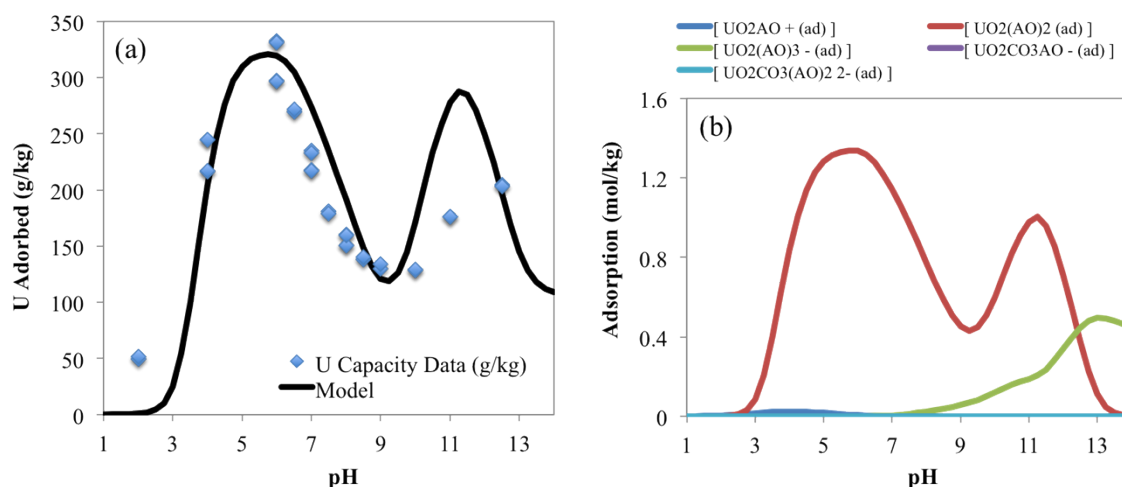 (a)
U Adorbed (g/kg)
350
300
250
200
150
100
50
0
U Capacity Data (g/kg)
Model
1 3 5 7 9 11 13
pH
[ UO2AO + (ad) ] [ UO2(AO)2 (ad) ]
[ UO2(AO)3 - (ad) ] [ UO2CO3AO - (ad) ]
[ UO2CO3(AO)2 2- (ad) ]
(b)
Adsorption (mol/kg)
1.6
1.2
0.8
0.4
0
1 3 5 7 9 11 13
pH